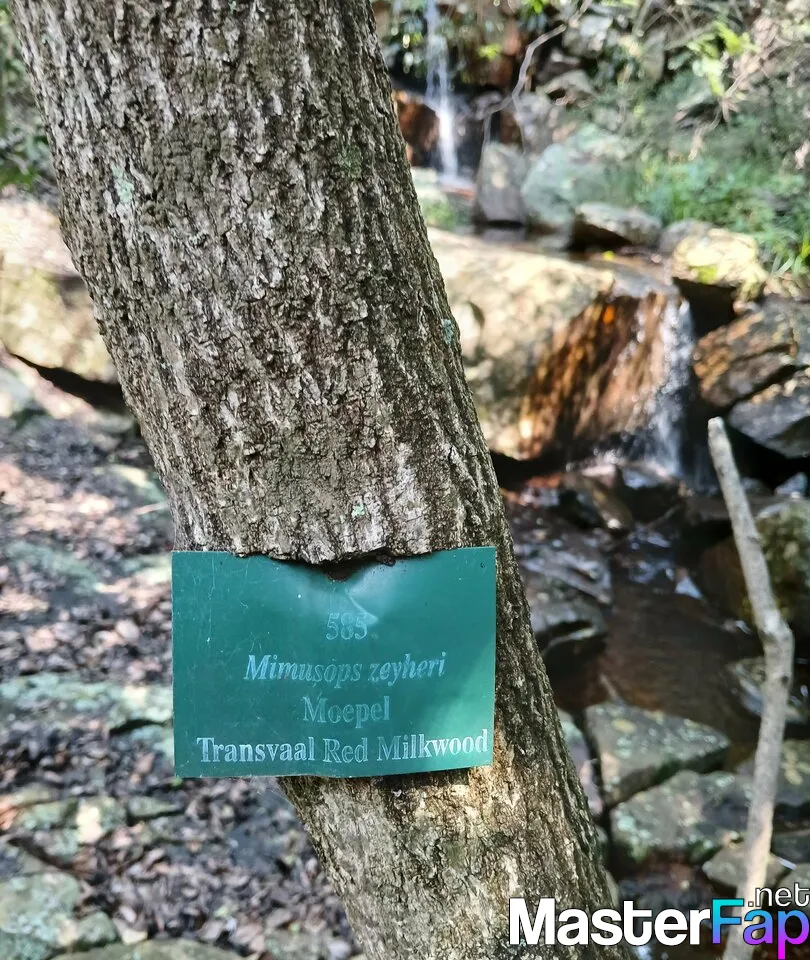 585
Mimusops zeyheri
Moepel
Transvaal Red Milkwood
MasterFap.net